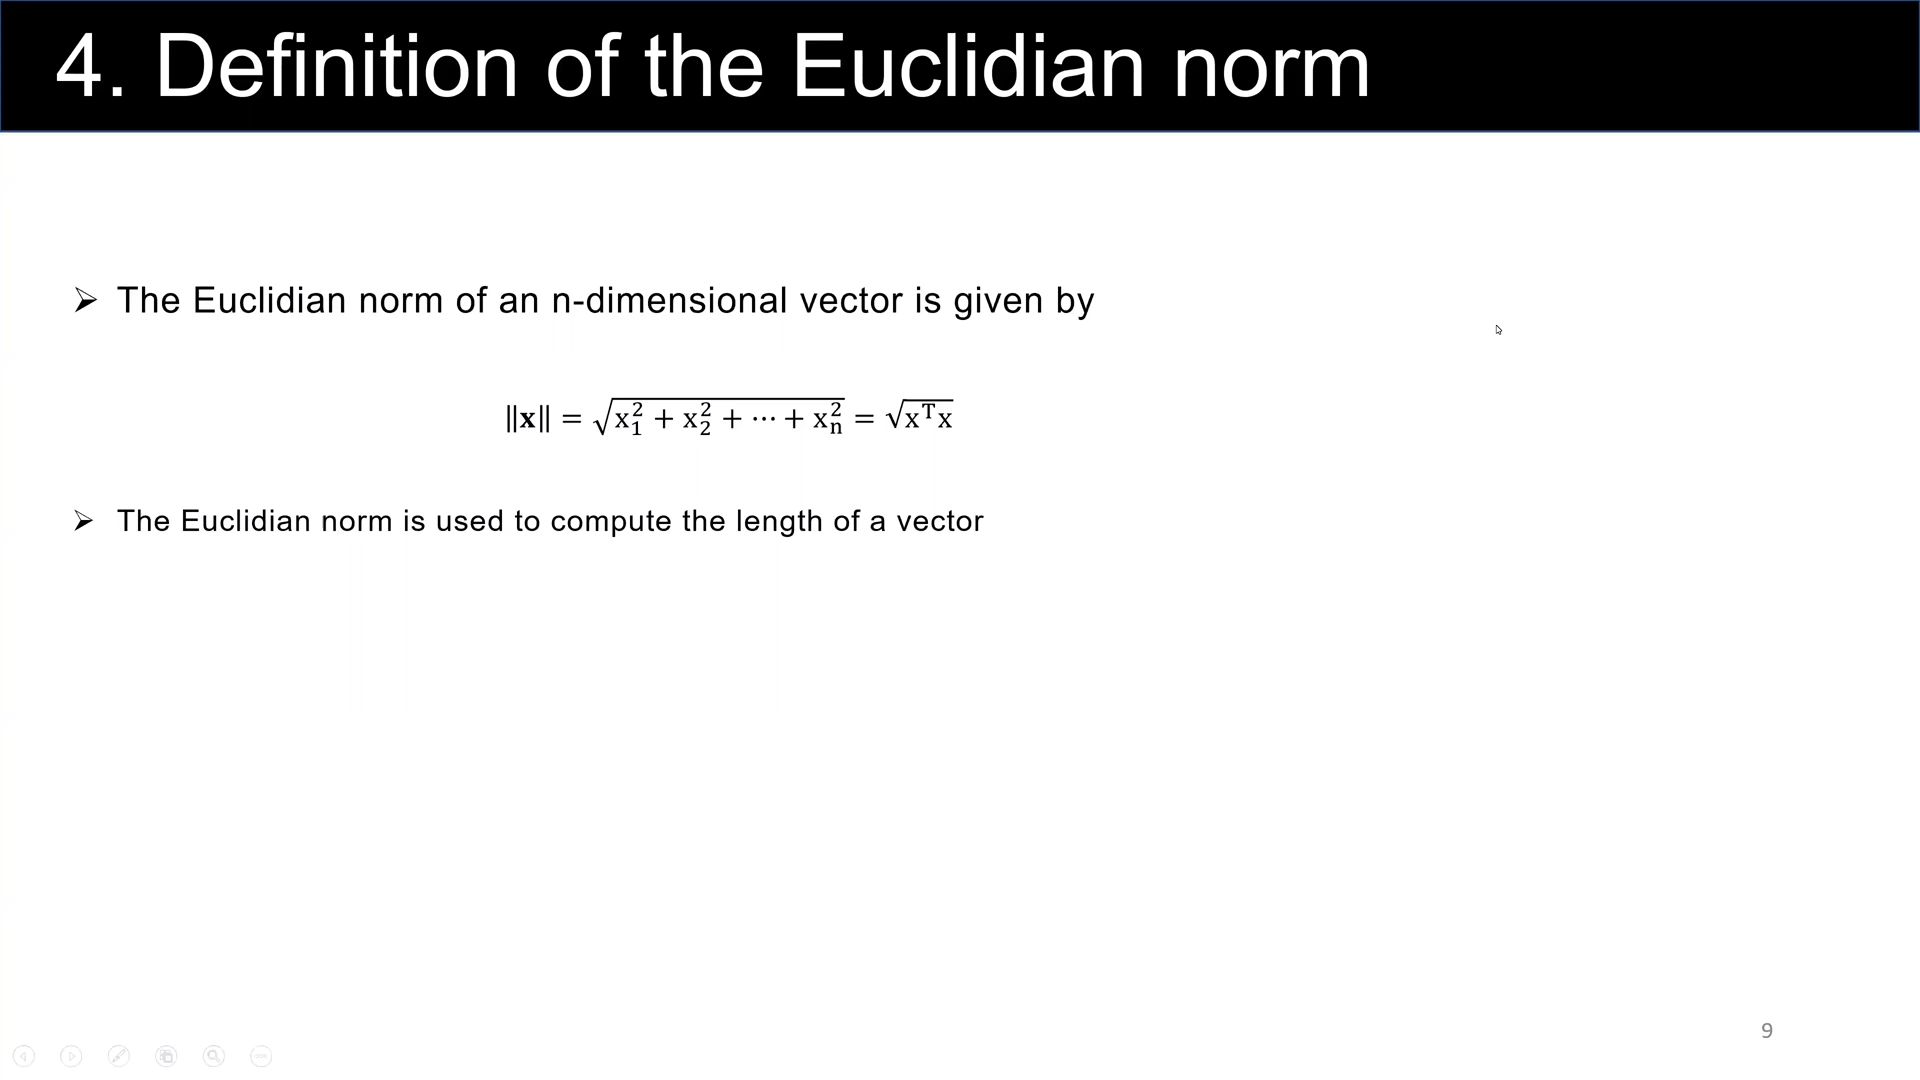 4. Definition of the Euclidian norm
➢ The Euclidian norm of an n-dimensional vector is given by
‖𝐱‖ = √(x₁² + x₂² + ⋯ + xₙ²) = √(xᵀx)
➢ The Euclidian norm is used to compute the length of a vector
9